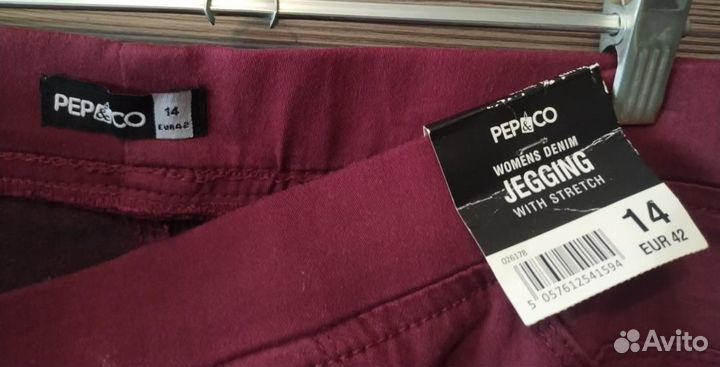 PEP&CO
14
EUR 42
PEP&CO
WOMENS DENIM
JEGGING
WITH STRETCH
14
EUR 42
026178
5 057612 541594
Avito